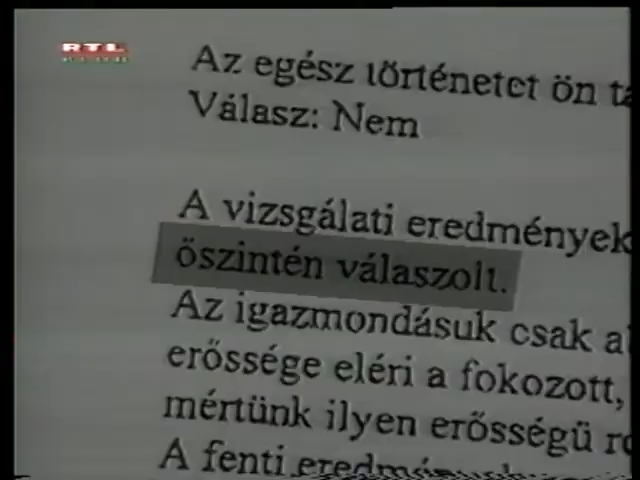 RTL
Az egész történetet ön
Válasz: Nem
A vizsgálati eredmények
őszintén válaszolt.
Az igazmondásuk csak
erőssége eléri a fokozott,
mértünk ilyen erősségű
A fenti